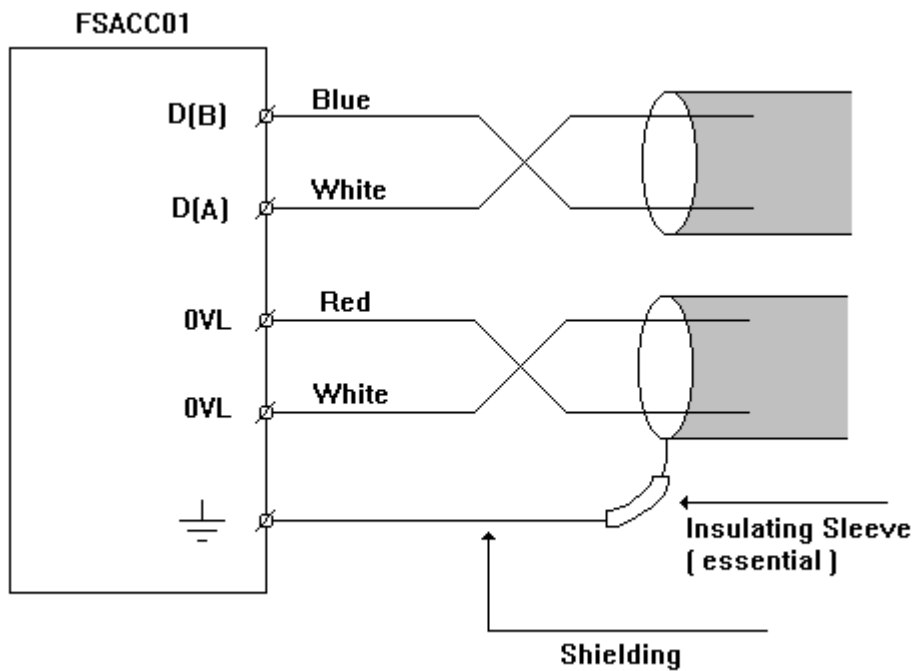 FSACC01
D(B)
Blue
D(A)
White
0VL
Red
0VL
White
Insulating Sleeve
( essential )
Shielding